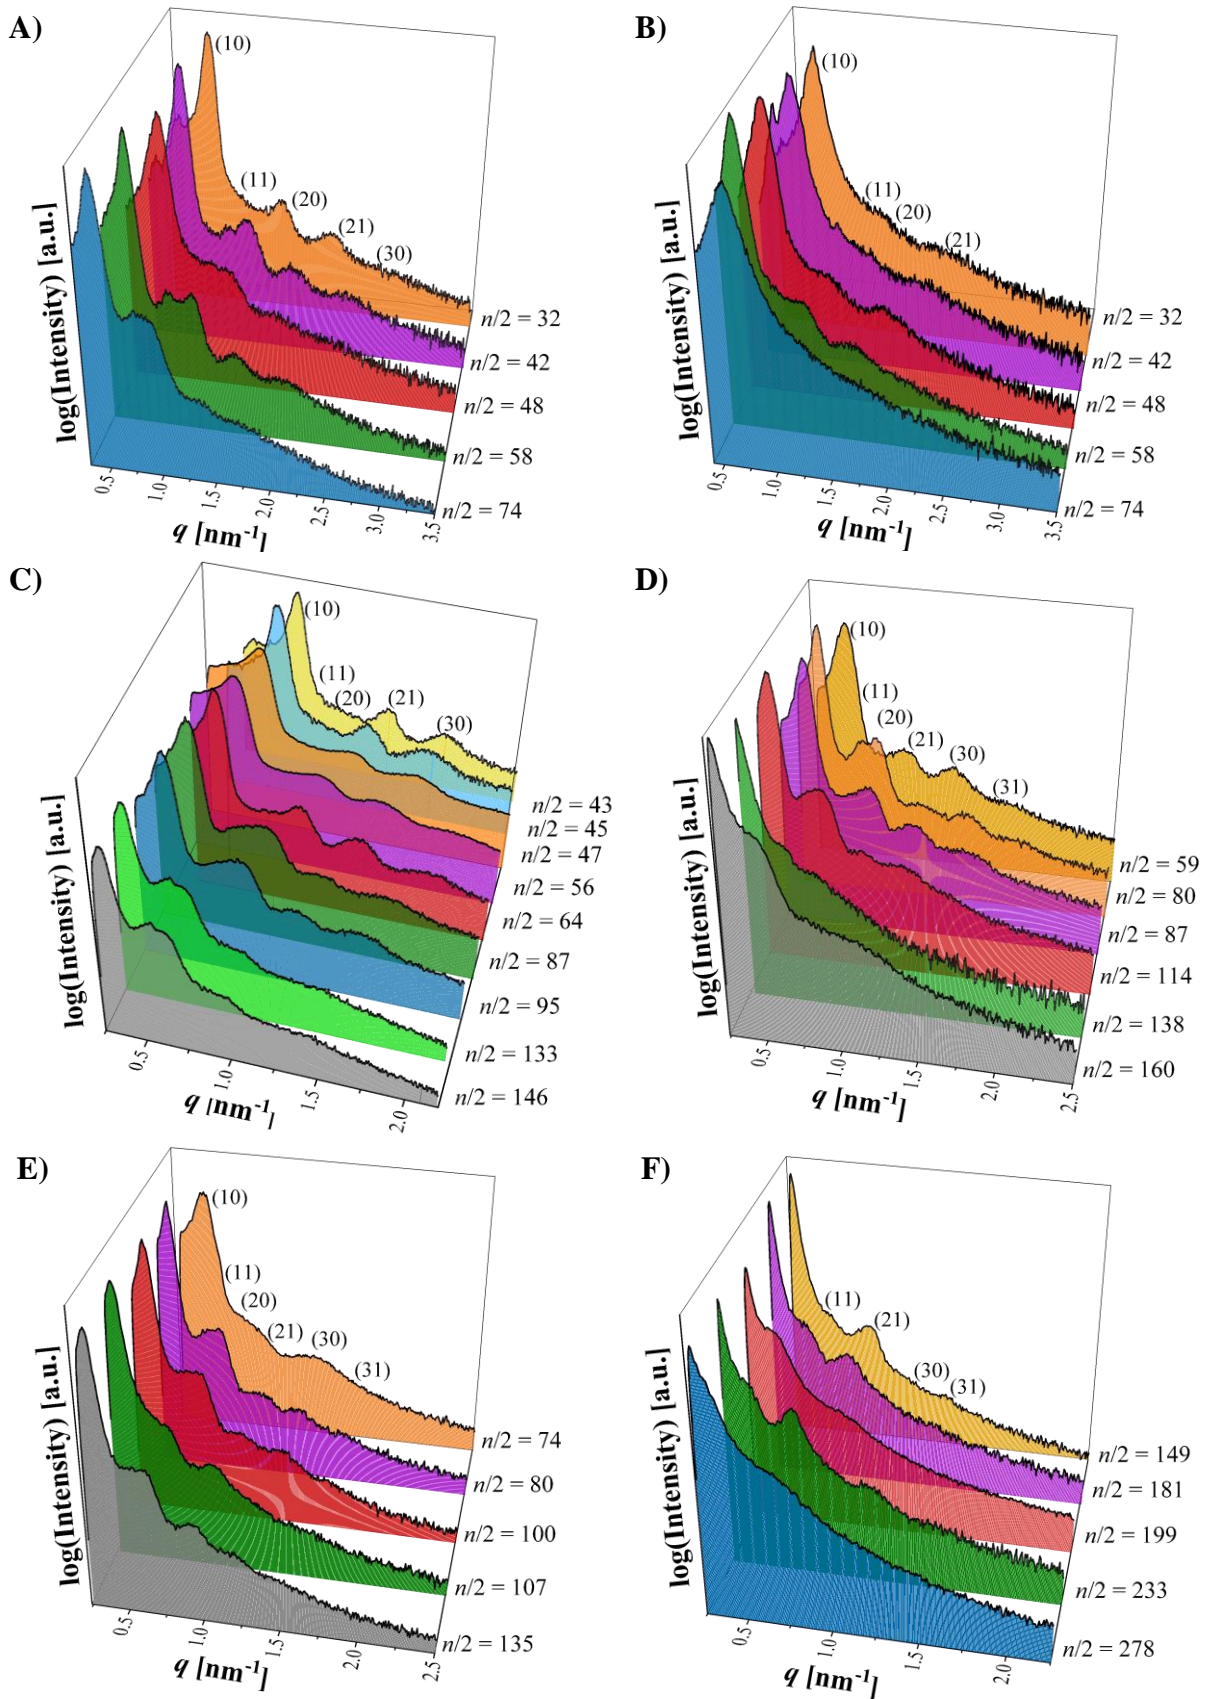 A)
(10)
(11)
(20)
(21)
(30)
log(Intensity) [a.u.]
n/2 = 32
n/2 = 42
n/2 = 48
n/2 = 58
n/2 = 74
0.5
1.0
1.5
2.0
2.5
3.0
3.5
q [nm-1]
B)
(10)
(11)
(20)
(21)
log(Intensity) [a.u.]
n/2 = 32
n/2 = 42
n/2 = 48
n/2 = 58
n/2 = 74
0.5
1.0
1.5
2.0
2.5
3.0
3.5
q [nm-1]
C)
(10)
(11)
(20)
(21)
(30)
log(Intensity) [a.u.]
n/2 = 43
n/2 = 45
n/2 = 47
n/2 = 56
n/2 = 64
n/2 = 87
n/2 = 95
n/2 = 133
n/2 = 146
0.5
1.0
1.5
2.0
q [nm-1]
D)
(10)
(11)
(20)
(21)
(30)
(31)
log(Intensity) [a.u.]
n/2 = 59
n/2 = 80
n/2 = 87
n/2 = 114
n/2 = 138
n/2 = 160
0.5
1.0
1.5
2.0
2.5
q [nm-1]
E)
(10)
(11)
(20)
(21)
(30)
(31)
log(Intensity) [a.u.]
n/2 = 74
n/2 = 80
n/2 = 100
n/2 = 107
n/2 = 135
0.5
1.0
1.5
2.0
2.5
q [nm-1]
F)
(11)
(21)
(30)
(31)
log(Intensity) [a.u.]
n/2 = 149
n/2 = 181
n/2 = 199
n/2 = 233
n/2 = 278
0.5
1.0
1.5
2.0
q [nm-1]